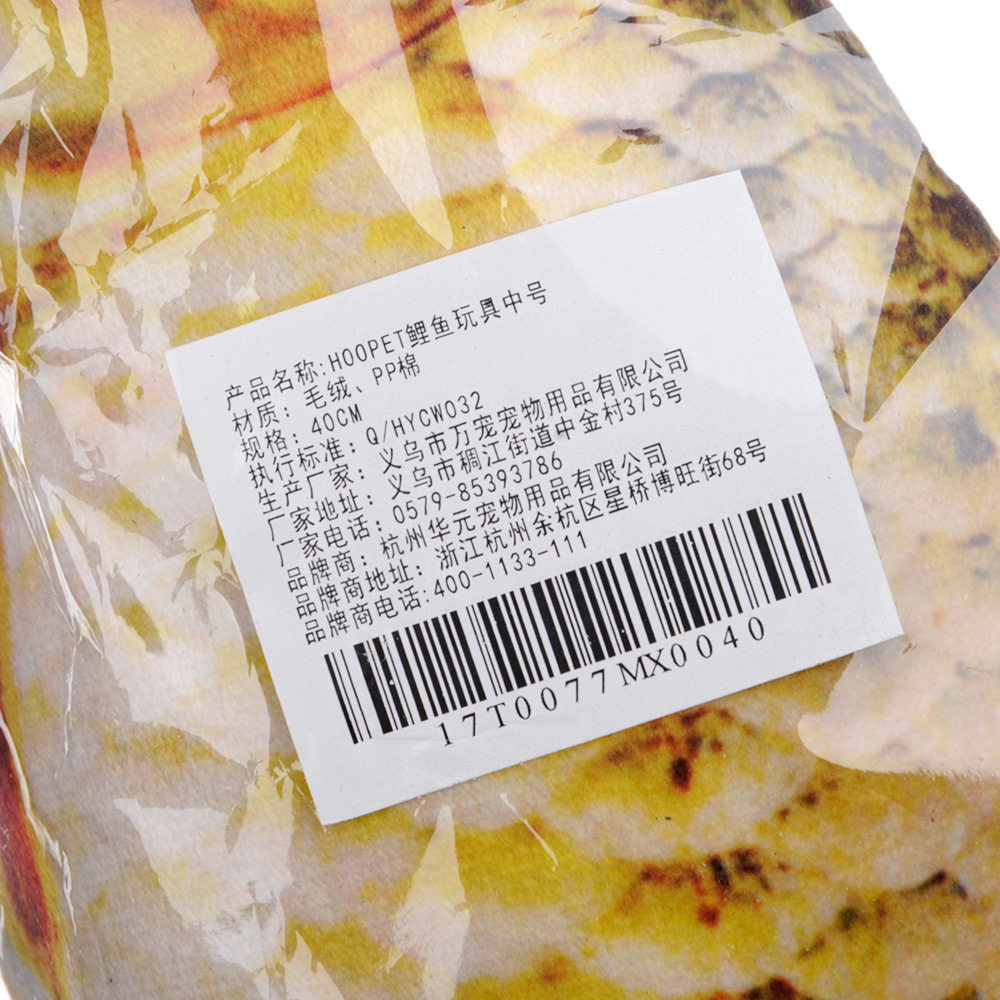 产品名称:HOOPET鲤鱼玩具中号
材质: 毛绒、PP棉
规格: 40CM
执行标准: Q/HYCW032
生产厂家: 义乌市万宠宠物用品有限公司
厂家地址: 义乌市稠江街道中金村375号
厂家电话: 0579-85393786
品牌商: 杭州华元宠物用品有限公司
品牌商地址: 浙江杭州余杭区星桥博旺街68号
品牌商电话:400-1133-111
17T0077MX0040